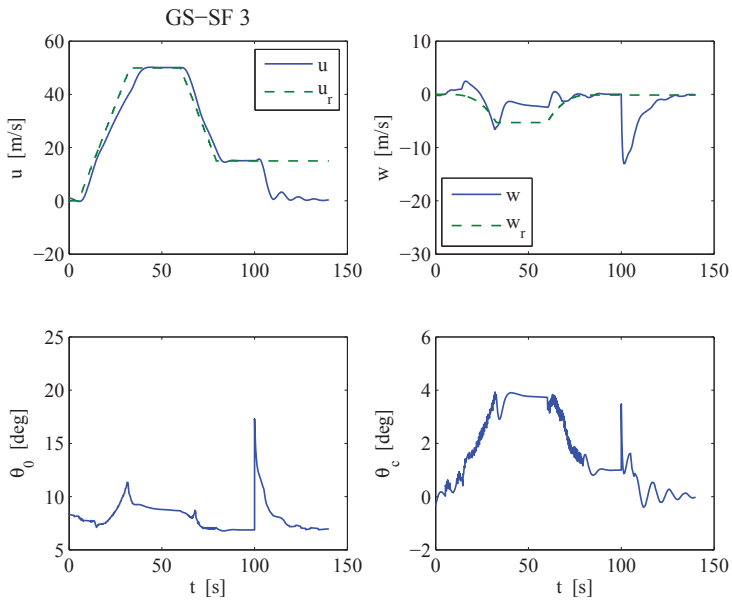 GS−SF 3
60
40
20
0
−20
0 50 100 150
u [m/s]
u
u_r
10
0
−10
−20
−30
0 50 100 150
w [m/s]
w
w_r
25
20
15
10
5
0 50 100 150
θ_0 [deg]
t [s]
6
4
2
0
−2
0 50 100 150
θ_c [deg]
t [s]